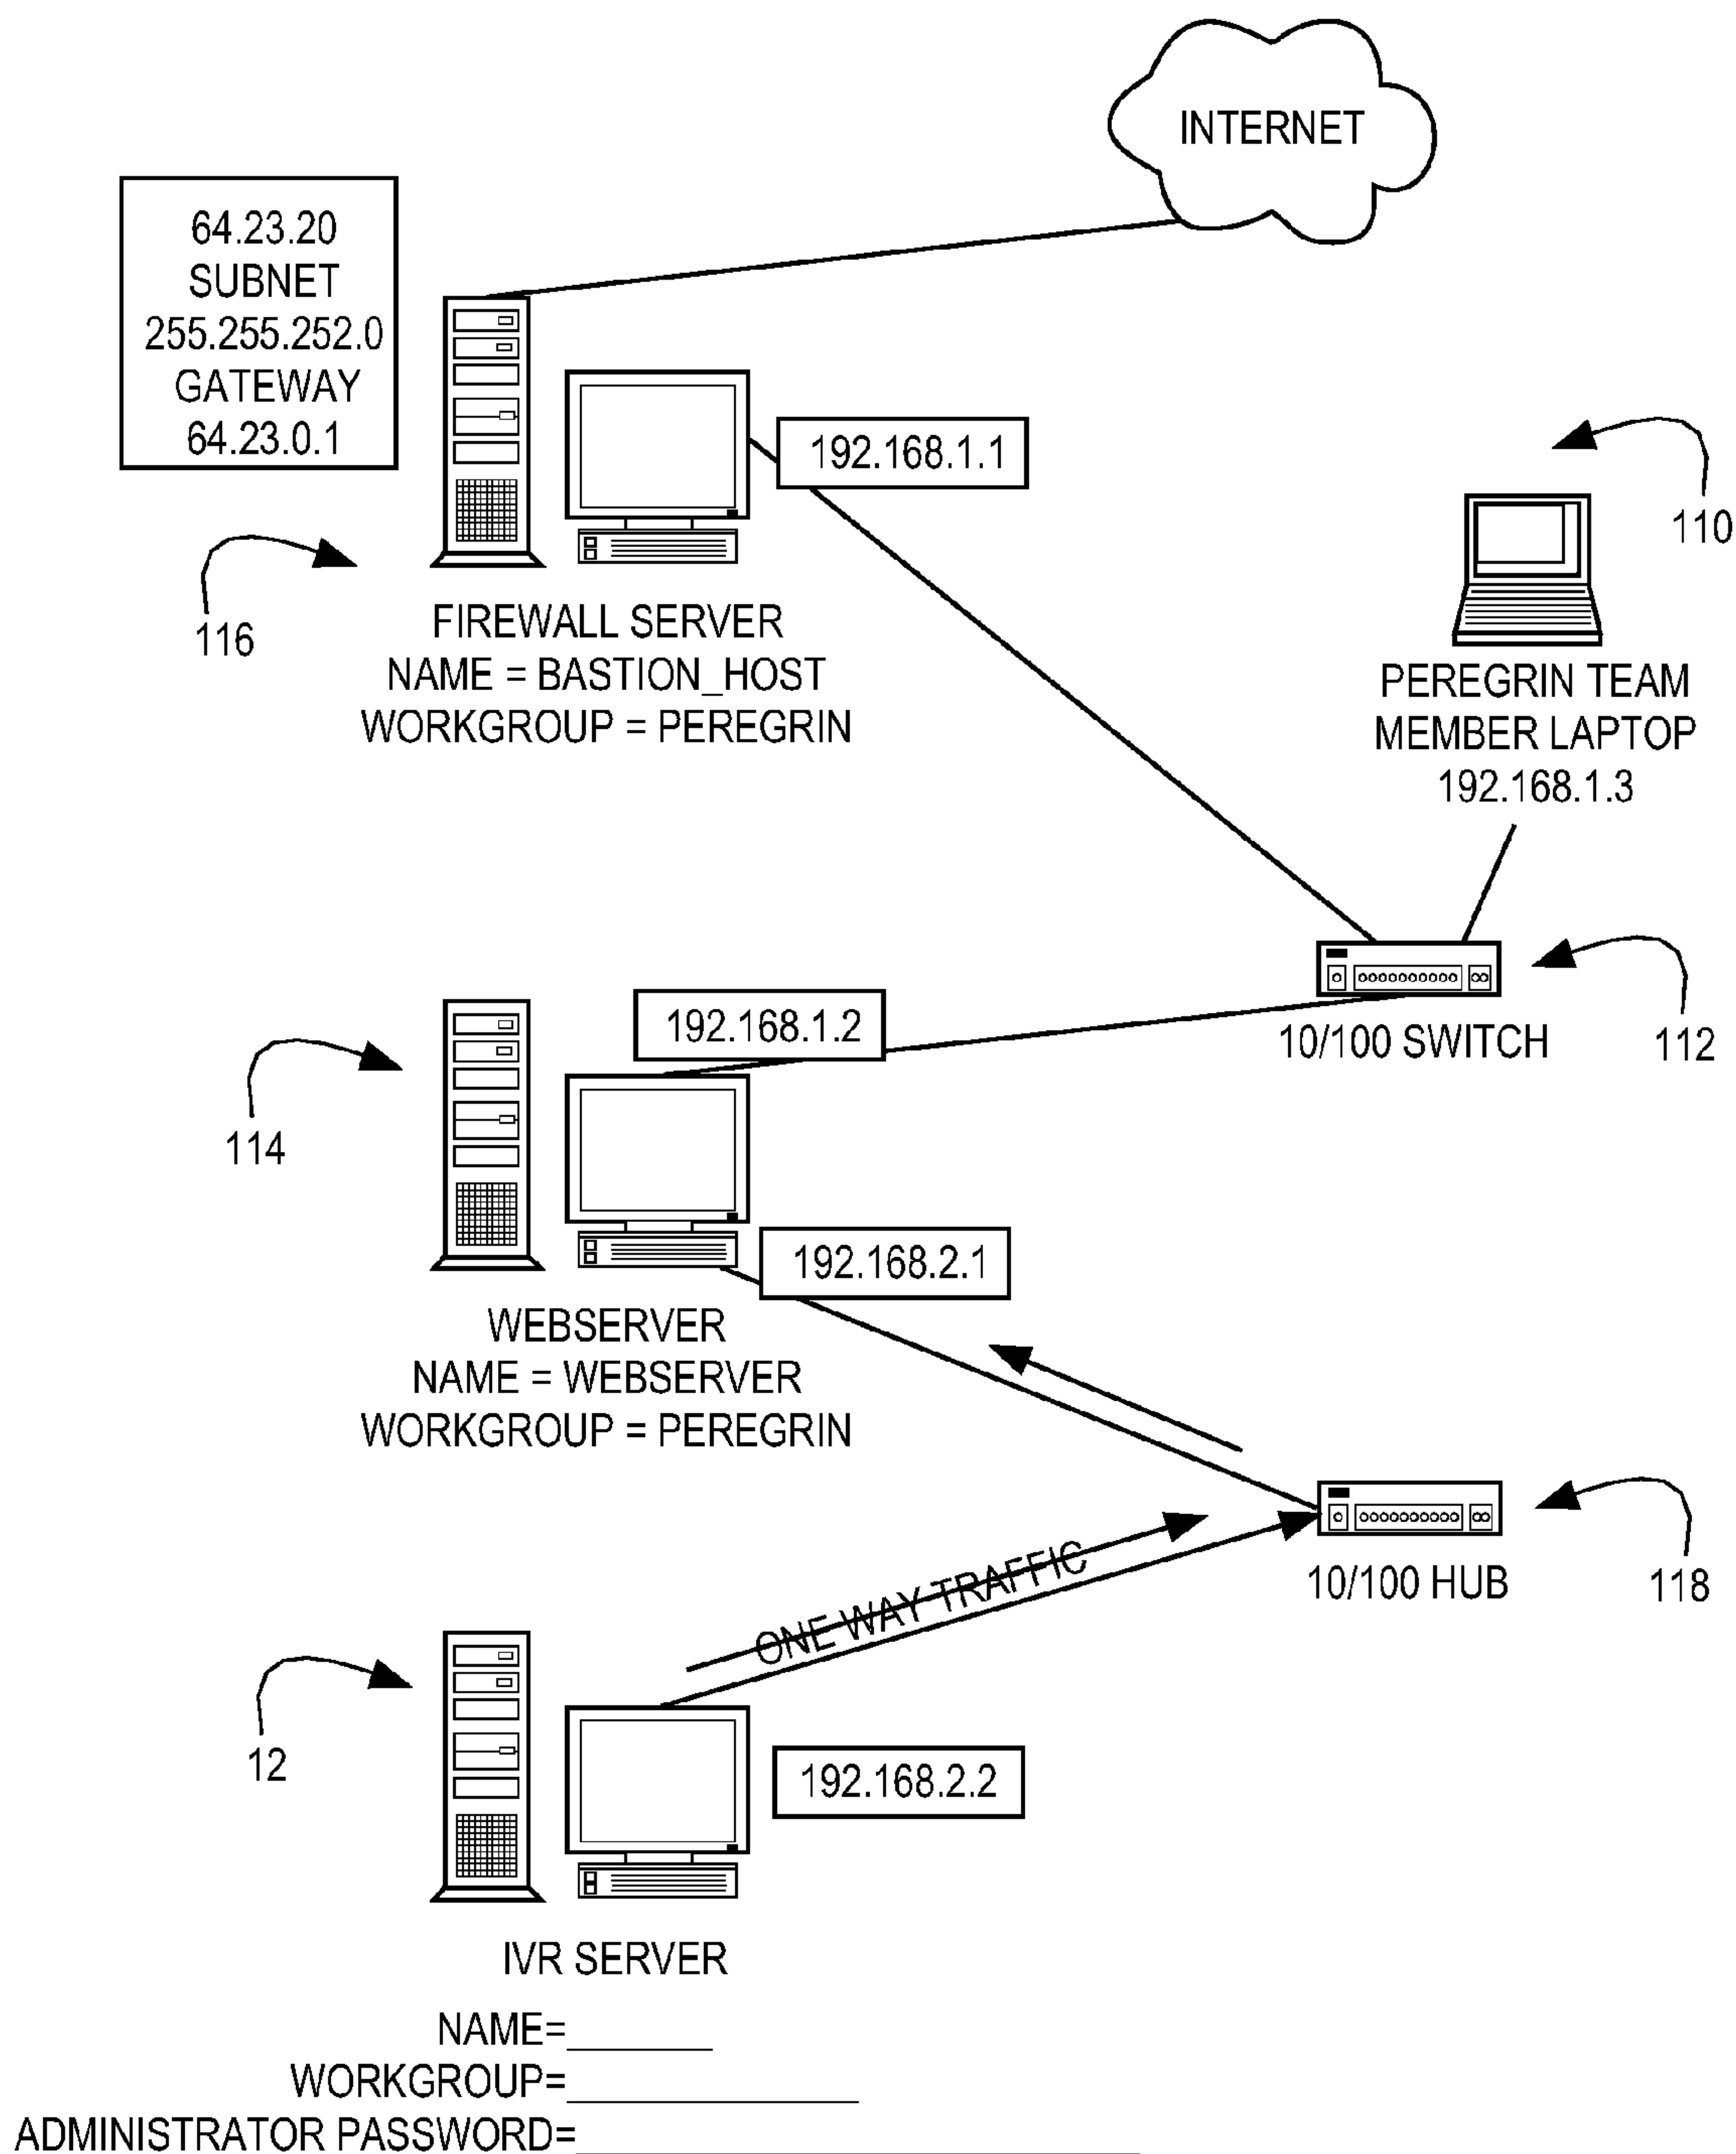 INTERNET
64.23.20
SUBNET
255.255.252.0
GATEWAY
64.23.0.1
192.168.1.1
110
116
FIREWALL SERVER
NAME = BASTION_HOST
WORKGROUP = PEREGRIN
PEREGRIN TEAM
MEMBER LAPTOP
192.168.1.3
192.168.1.2
10/100 SWITCH
112
114
192.168.2.1
WEBSERVER
NAME = WEBSERVER
WORKGROUP = PEREGRIN
ONE WAY TRAFFIC
10/100 HUB
118
12
192.168.2.2
IVR SERVER
NAME=______
WORKGROUP=____________
ADMINISTRATOR PASSWORD=_______________________